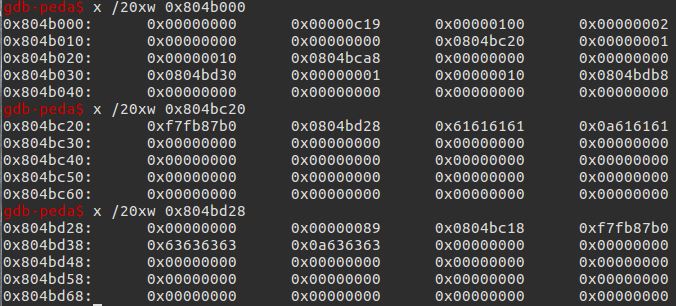 gdb-peda$ x /20xw 0x804b000
0x804b000: 0x00000000 0x00000c19 0x00000100 0x00000002
0x804b010: 0x00000000 0x00000000 0x0804bc20 0x00000001
0x804b020: 0x00000010 0x0804bca8 0x00000000 0x00000000
0x804b030: 0x0804bd30 0x00000001 0x00000010 0x0804bdb8
0x804b040: 0x00000000 0x00000000 0x00000000 0x00000000
gdb-peda$ x /20xw 0x804bc20
0x804bc20: 0xf7fb87b0 0x0804bd28 0x61616161 0x0a616161
0x804bc30: 0x00000000 0x00000000 0x00000000 0x00000000
0x804bc40: 0x00000000 0x00000000 0x00000000 0x00000000
0x804bc50: 0x00000000 0x00000000 0x00000000 0x00000000
0x804bc60: 0x00000000 0x00000000 0x00000000 0x00000000
gdb-peda$ x /20xw 0x804bd28
0x804bd28: 0x00000000 0x00000089 0x0804bc18 0xf7fb87b0
0x804bd38: 0x63636363 0x0a636363 0x00000000 0x00000000
0x804bd48: 0x00000000 0x00000000 0x00000000 0x00000000
0x804bd58: 0x00000000 0x00000000 0x00000000 0x00000000
0x804bd68: 0x00000000 0x00000000 0x00000000 0x00000000